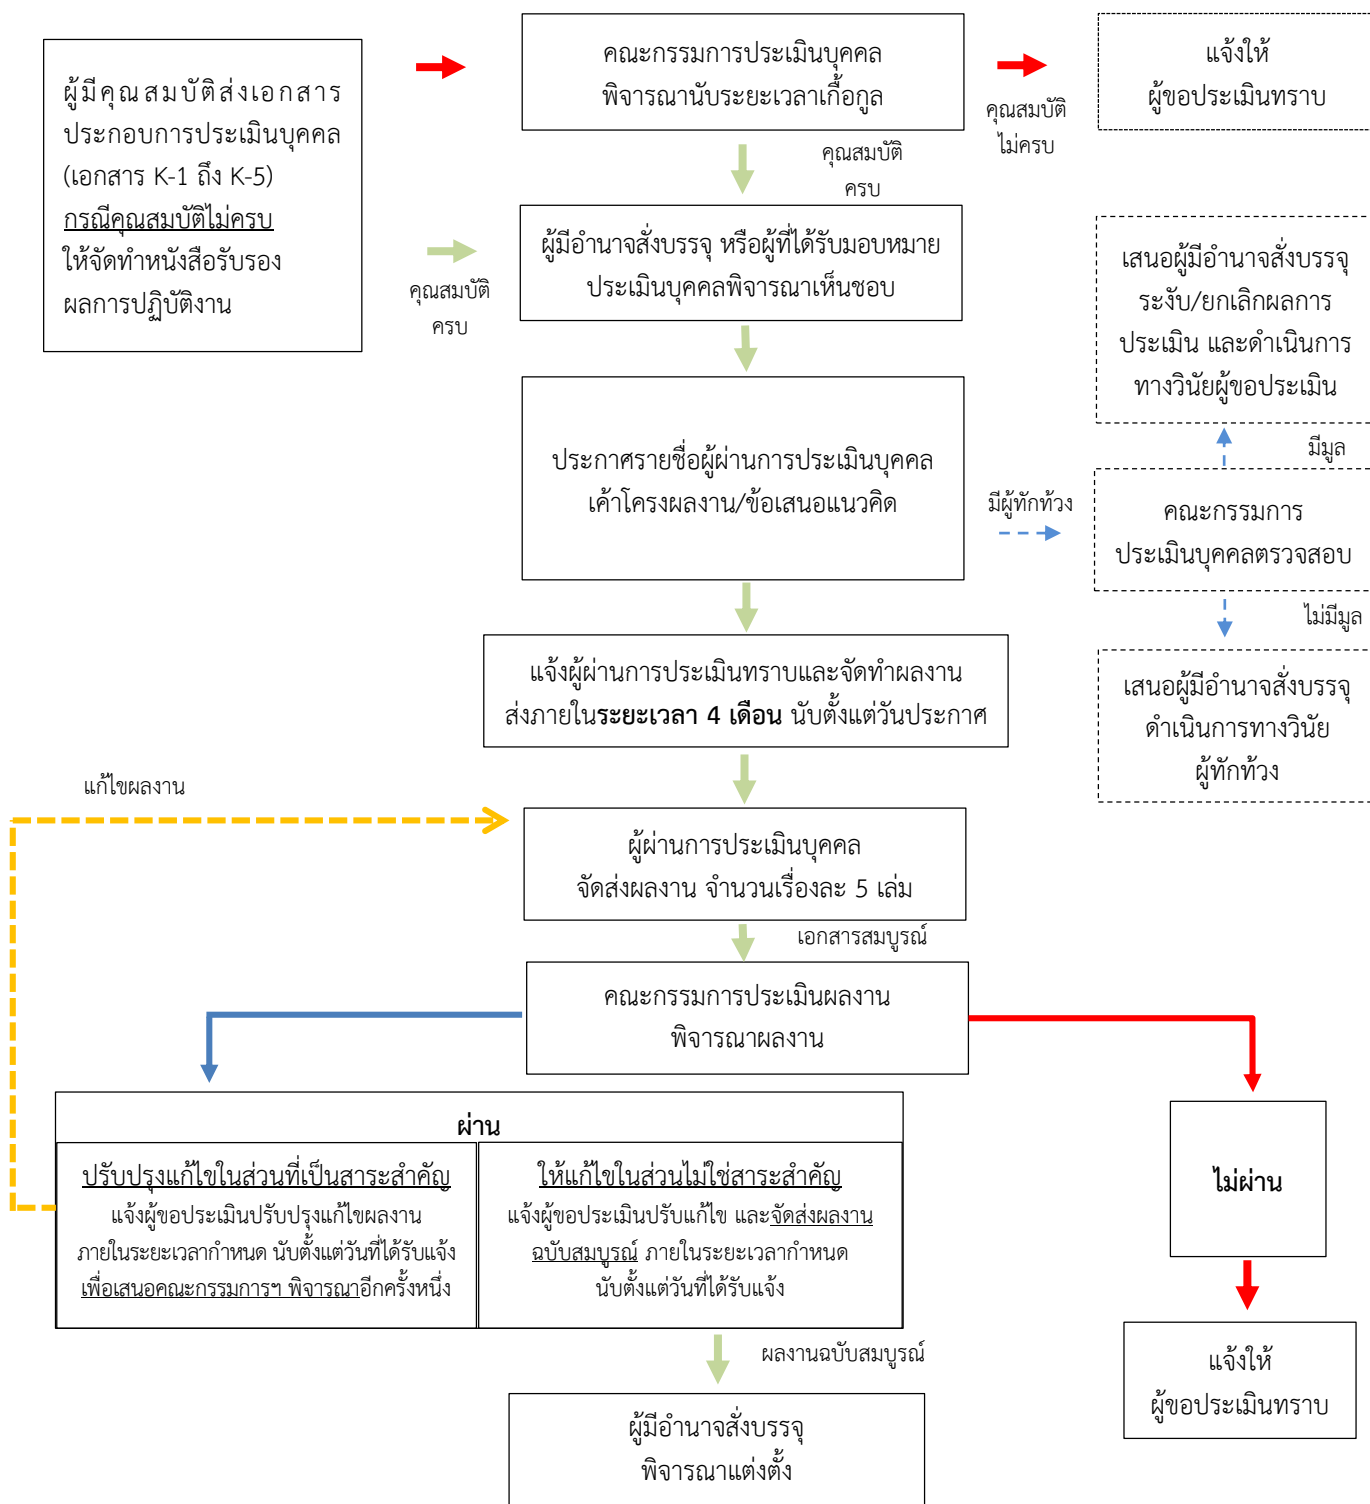 ผู้มีคุณสมบัติส่งเอกสาร
ประกอบการประเมินบุคคล
(เอกสาร K-1 ถึง K-5)
กรณีคุณสมบัติไม่ครบ
ให้จัดทำหนังสือรับรอง
ผลการปฏิบัติงาน
คณะกรรมการประเมินบุคคล
พิจารณานับระยะเวลาเกื้อกูล
คุณสมบัติ
ไม่ครบ
แจ้งให้
ผู้ขอประเมินทราบ
คุณสมบัติ
ครบ
คุณสมบัติ
ครบ
ผู้มีอำนาจสั่งบรรจุ หรือผู้ที่ได้รับมอบหมาย
ประเมินบุคคลพิจารณาเห็นชอบ
เสนอผู้มีอำนาจสั่งบรรจุ
ระงับ/ยกเลิกผลการ
ประเมิน และดำเนินการ
ทางวินัยผู้ขอประเมิน
มีมูล
ประกาศรายชื่อผู้ผ่านการประเมินบุคคล
เค้าโครงผลงาน/ข้อเสนอแนวคิด
มีผู้ทักท้วง
คณะกรรมการ
ประเมินบุคคลตรวจสอบ
ไม่มีมูล
เสนอผู้มีอำนาจสั่งบรรจุ
ดำเนินการทางวินัย
ผู้ทักท้วง
แจ้งผู้ผ่านการประเมินทราบและจัดทำผลงาน
ส่งภายในระยะเวลา 4 เดือน นับตั้งแต่วันประกาศ
แก้ไขผลงาน
ผู้ผ่านการประเมินบุคคล
จัดส่งผลงาน จำนวนเรื่องละ 5 เล่ม
เอกสารสมบูรณ์
คณะกรรมการประเมินผลงาน
พิจารณาผลงาน
ผ่าน
ปรับปรุงแก้ไขในส่วนที่เป็นสาระสำคัญ
แจ้งผู้ขอประเมินปรับปรุงแก้ไขผลงาน
ภายในระยะเวลากำหนด นับตั้งแต่วันที่ได้รับแจ้ง
เพื่อเสนอคณะกรรมการฯ พิจารณาอีกครั้งหนึ่ง
ให้แก้ไขในส่วนไม่ใช่สาระสำคัญ
แจ้งผู้ขอประเมินปรับแก้ไข และจัดส่งผลงาน
ฉบับสมบูรณ์ ภายในระยะเวลากำหนด
นับตั้งแต่วันที่ได้รับแจ้ง
ไม่ผ่าน
ผลงานฉบับสมบูรณ์
แจ้งให้
ผู้ขอประเมินทราบ
ผู้มีอำนาจสั่งบรรจุ
พิจารณาแต่งตั้ง